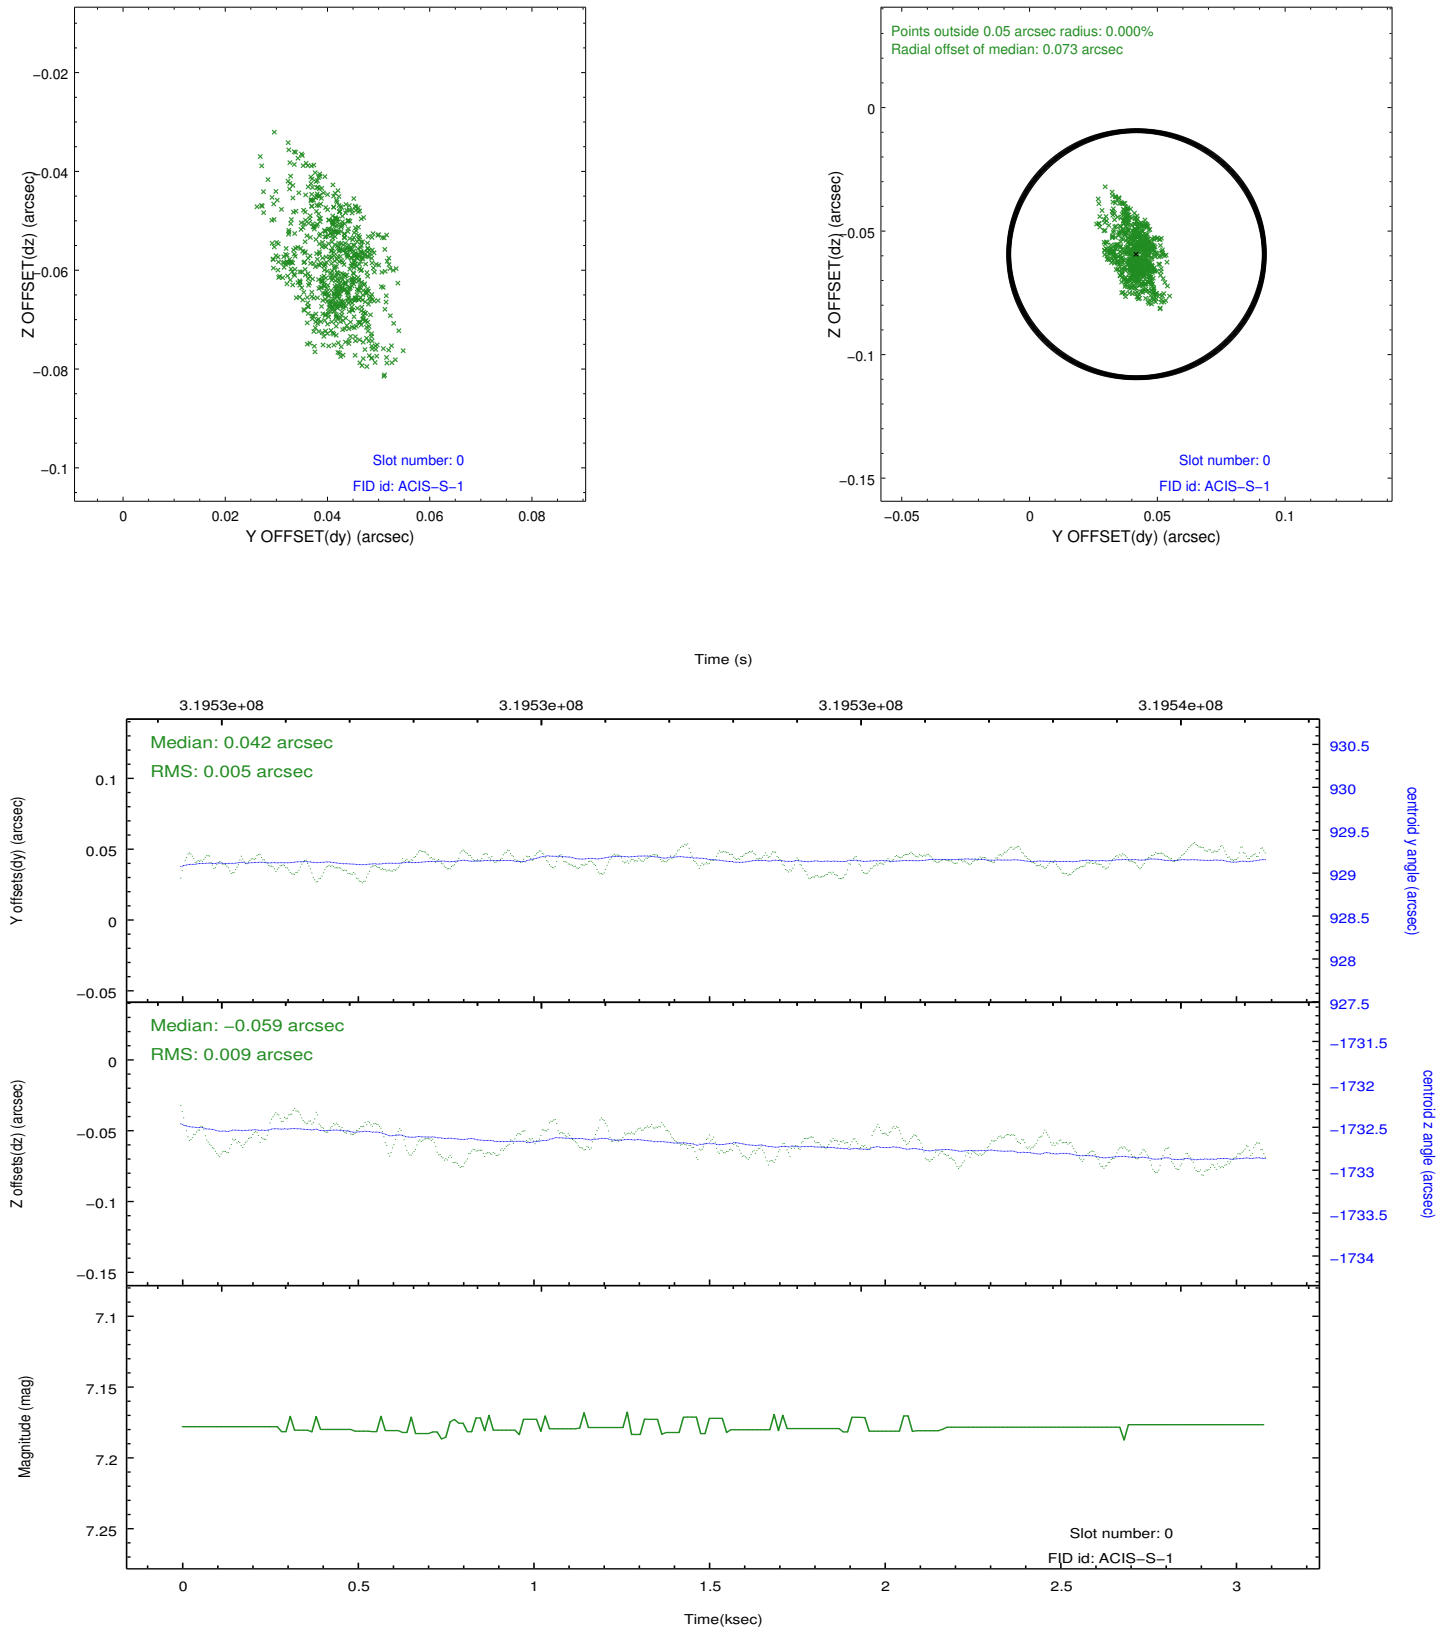 −0.02
−0.04
−0.06
−0.08
−0.1
Z OFFSET(dz) (arcsec)
Slot number: 0
FID id: ACIS−S−1
0 0.02 0.04 0.06 0.08
Y OFFSET(dy) (arcsec)
Points outside 0.05 arcsec radius: 0.000%
Radial offset of median: 0.073 arcsec
0
−0.05
−0.1
−0.15
Z OFFSET(dz) (arcsec)
Slot number: 0
FID id: ACIS−S−1
−0.05 0 0.05 0.1
Y OFFSET(dy) (arcsec)
Time (s)
3.1953e+08 3.1953e+08 3.1953e+08 3.1954e+08
Median: 0.042 arcsec
RMS: 0.005 arcsec
0.1
0.05
0
−0.05
Y offsets(dy) (arcsec)
930.5
930
929.5
929
928.5
928
927.5
centroid y angle (arcsec)
Median: −0.059 arcsec
RMS: 0.009 arcsec
0
−0.05
−0.1
−0.15
Z offsets(dz) (arcsec)
−1731.5
−1732
−1732.5
−1733
−1733.5
−1734
centroid z angle (arcsec)
7.1
7.15
7.2
7.25
Magnitude (mag)
Slot number: 0
FID id: ACIS−S−1
0 0.5 1 1.5 2 2.5 3
Time(ksec)